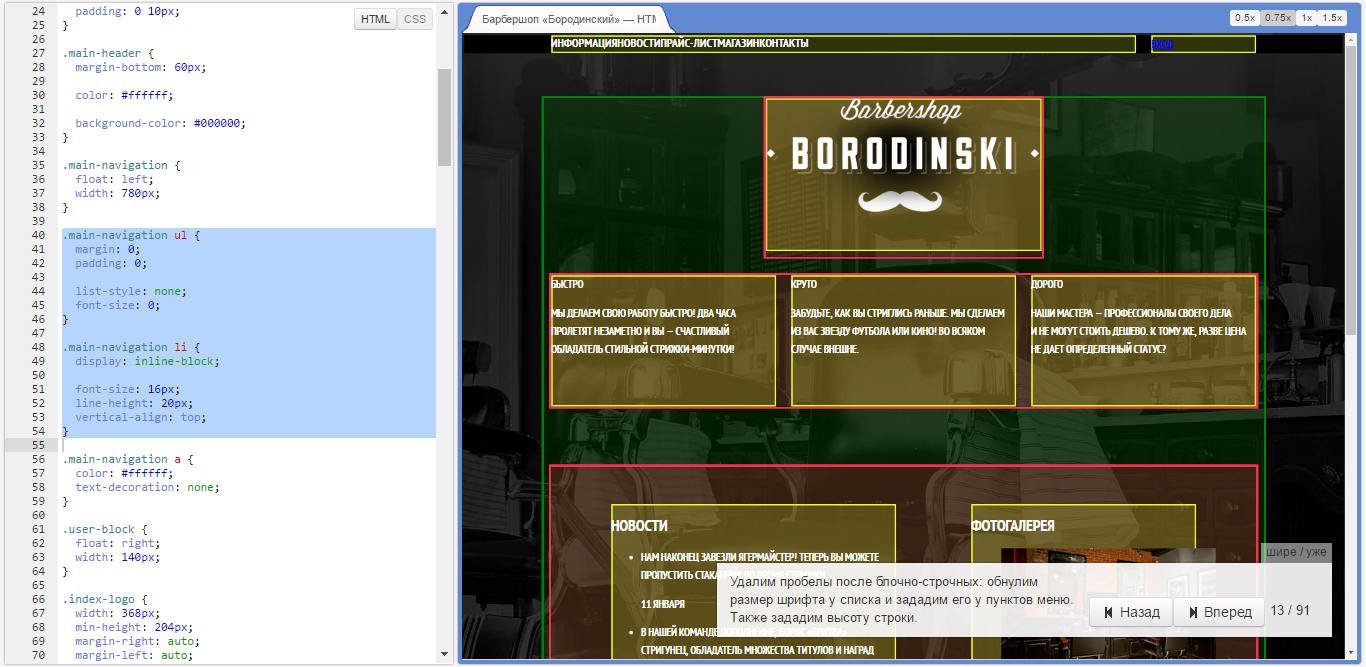 24 padding: 0 10px;
25 }
26
27 .main-header {
28 margin-bottom: 60px;
29
30 color: #ffffff;
31
32 background-color: #000000;
33 }
34
35 .main-navigation {
36 float: left;
37 width: 780px;
38 }
39
40 .main-navigation ul {
41 margin: 0;
42 padding: 0;
43
44 list-style: none;
45 font-size: 0;
46 }
47
48 .main-navigation li {
49 display: inline-block;
50
51 font-size: 16px;
52 line-height: 20px;
53 vertical-align: top;
54 }
55
56 .main-navigation a {
57 color: #ffffff;
58 text-decoration: none;
59 }
60
61 .user-block {
62 float: right;
63 width: 140px;
64 }
65
66 .index-logo {
67 width: 368px;
68 min-height: 204px;
69 margin-right: auto;
70 margin-left: auto;
HTML CSS
Барбершоп «Бородинский» — HTM
0.5x 0.75x 1x 1.5x
ИНФОРМАЦИЯНОВОСТИПРАЙС-ЛИСТМАГАЗИНКОНТАКТЫ
Barbershop
BORODINSKI
БЫСТРО
МЫ ДЕЛАЕМ СВОЮ РАБОТУ БЫСТРО! ДВА ЧАСА
ПРОЛЕТЯТ НЕЗАМЕТНО И ВЫ — СЧАСТЛИВЫЙ
ОБЛАДАТЕЛЬ СТИЛЬНОЙ СТРИЖКИ-МИНУТКИ!
КРУТО
ЗАБУДЬТЕ, КАК ВЫ СТРИГЛИСЬ РАНЬШЕ. МЫ СДЕЛАЕМ
ИЗ ВАС ЗВЕЗДУ ФУТБОЛА ИЛИ КИНО! ВО ВСЯКОМ
СЛУЧАЕ ВНЕШНЕ.
ДОРОГО
НАШИ МАСТЕРА — ПРОФЕССИОНАЛЫ СВОЕГО ДЕЛА
И НЕ МОГУТ СТОИТЬ ДЕШЕВО. К ТОМУ ЖЕ, РАЗВЕ ЦЕНА
НЕ ДАЕТ ОПРЕДЕЛЕННЫЙ СТАТУС?
НОВОСТИ
НАМ НАКОНЕЦ ЗАВЕЗЛИ ЯГЕРМАЙСТЕР! ТЕПЕРЬ ВЫ МОЖЕТЕ
ПРОПУСТИТЬ
11 ЯНВАРЯ
В НАШЕЙ КОМАНДЕ ПОПОЛНЕНИЕ, БОРИС «БРИТВА»
СТРИГУНЕЦ, ОБЛАДАТЕЛЬ МНОЖЕСТВА ТИТУЛОВ И НАГРАД
ФОТОГАЛЕРЕЯ
шире / уже
Удалим пробелы после блочно-строчных: обнулим
размер шрифта у списка и зададим его у пунктов меню.
Также зададим высоту строки.
Назад Вперед 13 / 91